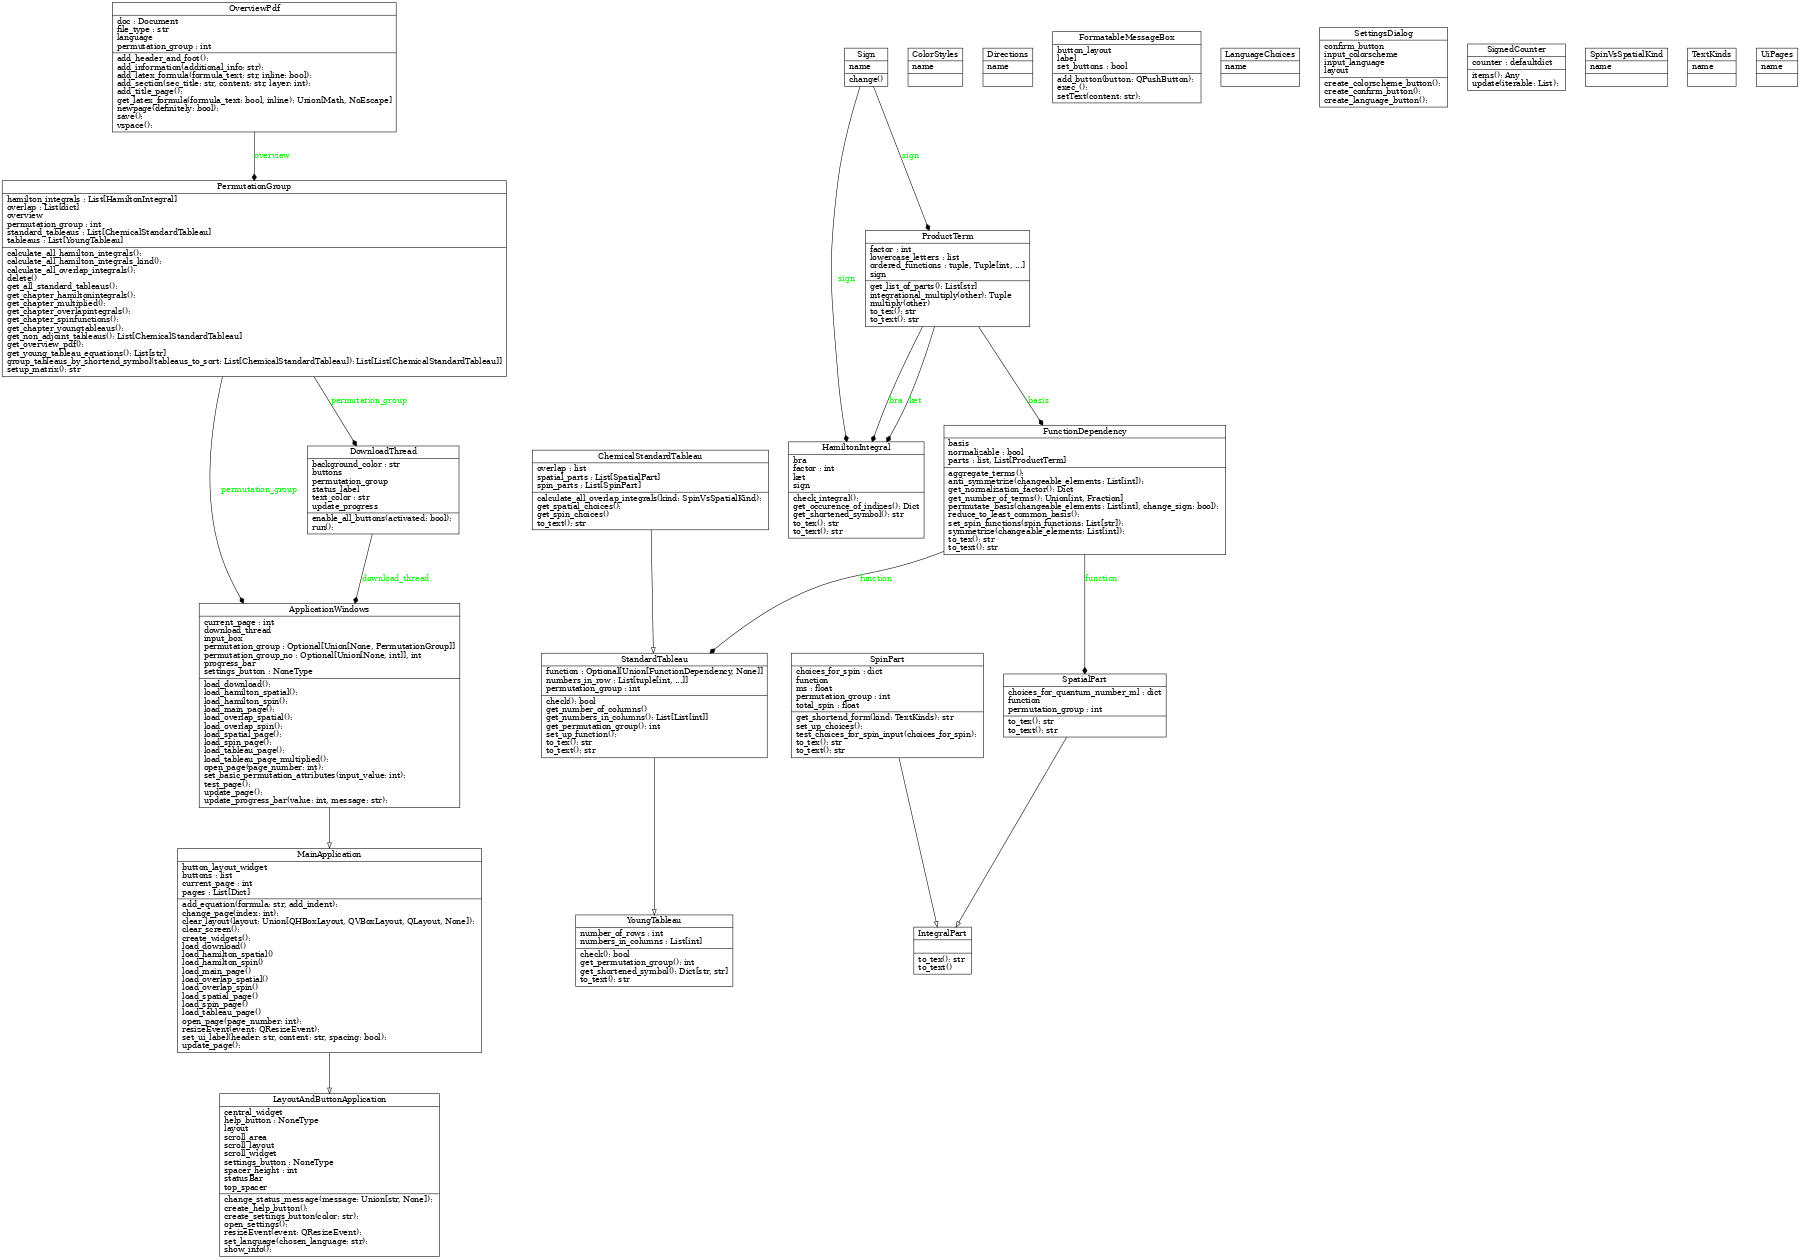 OverviewPdf
doc : Document
file_type : str
language
permutation_group : int
add_header_and_foot():
add_information(additional_info: str):
add_latex_formula(formula_text: str, inline: bool):
add_section(sec_title: str, content: str, layer: int):
add_title_page():
get_latex_formula(formula_text: bool, inline): Union[Math, NoEscape]
newpage(definitely: bool):
save():
vspace():
overview
PermutationGroup
hamilton_integrals : List[HamiltonIntegral]
overlap : List[dict]
overview
permutation_group : int
standard_tableaus : List[ChemicalStandardTableau]
tableaus : List[YoungTableau]
calculate_all_hamilton_integrals():
calculate_all_hamilton_integrals_kind():
calculate_all_overlap_integrals():
delete()
get_all_standard_tableaus():
get_chapter_hamiltonintegrals():
get_chapter_multiplied():
get_chapter_overlapintegrals():
get_chapter_spinfunctions():
get_chapter_youngtableaus():
get_non_adjoint_tableaus(): List[ChemicalStandardTableau]
get_overview_pdf():
get_young_tableau_equations(): List[str]
group_tableaus_by_shortend_symbol(tableaus_to_sort: List[ChemicalStandardTableau]): List[List[ChemicalStandardTableau]]
setup_matrix(): str
permutation_group
permutation_group
DownloadThread
background_color : str
buttons
permutation_group
status_label
text_color : str
update_progress
enable_all_buttons(activated: bool):
run():
download_thread
ApplicationWindows
current_page : int
download_thread
input_box
permutation_group : Optional[Union[None, PermutationGroup]]
permutation_group_no : Optional[Union[None, int]], int
progress_bar
settings_button : NoneType
load_download():
load_hamilton_spatial():
load_hamilton_spin():
load_main_page():
load_overlap_spatial():
load_overlap_spin():
load_spatial_page():
load_spin_page():
load_tableau_page():
load_tableau_page_multiplied():
open_page(page_number: int):
set_basic_permutation_attributes(input_value: int):
test_page():
update_page():
update_progress_bar(value: int, message: str):
MainApplication
button_layout_widget
buttons : list
current_page : int
pages : List[Dict]
add_equation(formula: str, add_indent):
change_page(index: int):
clear_layout(layout: Union[QHBoxLayout, QVBoxLayout, QLayout, None]):
clear_screen():
create_widgets():
load_download()
load_hamilton_spatial()
load_hamilton_spin()
load_main_page()
load_overlap_spatial()
load_overlap_spin()
load_spatial_page()
load_spin_page()
load_tableau_page()
open_page(page_number: int):
resizeEvent(event: QResizeEvent):
set_ui_label(header: str, content: str, spacing: bool):
update_page():
LayoutAndButtonApplication
central_widget
help_button : NoneType
layout
scroll_area
scroll_layout
scroll_widget
settings_button : NoneType
spacer_height : int
statusBar
top_spacer
change_status_message(message: Union[str, None]):
create_help_button():
create_settings_button(color: str):
open_settings():
resizeEvent(event: QResizeEvent):
set_language(chosen_language: str):
show_info():
Sign
name
change()
sign
sign
ProductTerm
factor : int
lowercase_letters : list
ordered_functions : tuple, Tuple[int, ...]
sign
get_list_of_parts(): List[str]
integrational_multiply(other): Tuple
multiply(other)
to_tex(): str
to_text(): str
bra
ket
basis
HamiltonIntegral
bra
factor : int
ket
sign
check_integral():
get_occurence_of_indizes(): Dict
get_shortened_symbol(): str
to_tex(): str
to_text(): str
FunctionDependency
basis
normalizable : bool
parts : list, List[ProductTerm]
aggregate_terms():
anti_symmetrize(changeable_elements: List[int]):
get_normalisation_factor(): Dict
get_number_of_terms(): Union[int, Fraction]
permutate_basis(changeable_elements: List[int], change_sign: bool):
reduce_to_least_common_basis():
set_spin_functions(spin_functions: List[str]):
symmetrize(changeable_elements: List[int]):
to_tex(): str
to_text(): str
function
function
ChemicalStandardTableau
overlap : list
spatial_parts : List[SpatialPart]
spin_parts : List[SpinPart]
calculate_all_overlap_integrals(kind: SpinVsSpatialKind):
get_spatial_choices():
get_spin_choices()
to_text(): str
StandardTableau
function : Optional[Union[FunctionDependency, None]]
numbers_in_row : List[tuple[int, ...]]
permutation_group : int
check(): bool
get_number_of_columns()
get_numbers_in_columns(): List[List[int]]
get_permutation_group(): int
set_up_function():
to_tex(): str
to_text(): str
SpinPart
choices_for_spin : dict
function
ms : float
permutation_group : int
total_spin : float
get_shortend_form(kind: TextKinds): str
set_up_choices():
test_choices_for_spin_input(choices_for_spin):
to_tex(): str
to_text(): str
SpatialPart
choices_for_quantum_number_ml : dict
function
permutation_group : int
to_tex(): str
to_text(): str
YoungTableau
number_of_rows : int
numbers_in_columns : List[int]
check(): bool
get_permutation_group(): int
get_shortened_symbol(): Dict[str, str]
to_text(): str
IntegralPart
to_tex(): str
to_text()
ColorStyles
name
Directions
name
FormatableMessageBox
button_layout
label
set_buttons : bool
add_button(button: QPushButton):
exec_():
setText(content: str):
LanguageChoices
name
SettingsDialog
confirm_button
input_colorscheme
input_language
layout
create_colorscheme_button():
create_confirm_button():
create_language_button():
SignedCounter
counter : defaultdict
items(): Any
update(iterable: List):
SpinVsSpatialKind
name
TextKinds
name
UiPages
name